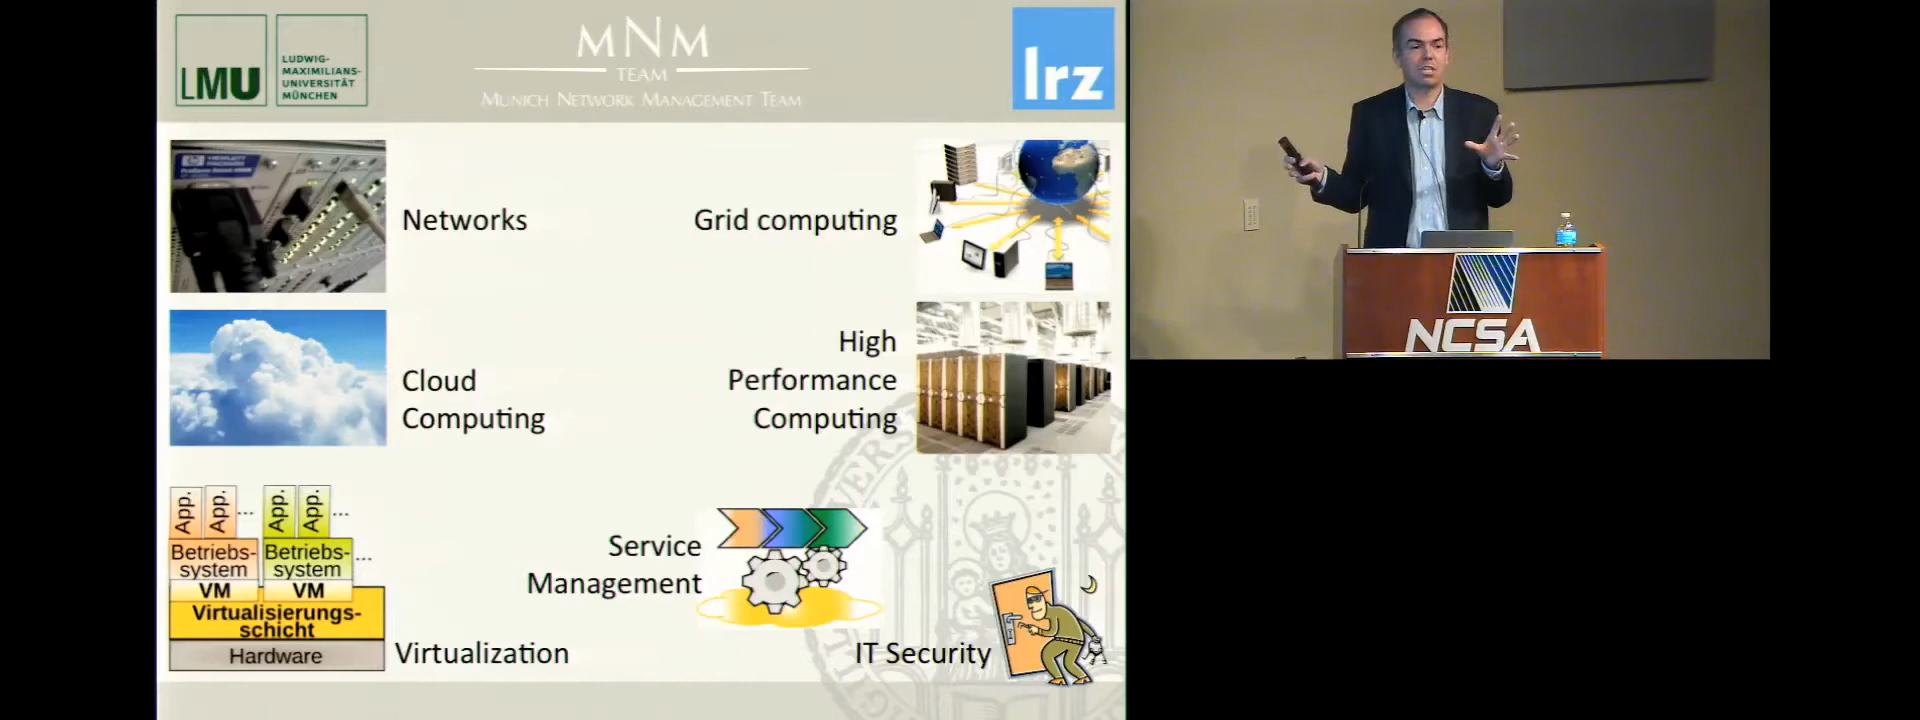 LMU
LUDWIG-
MAXIMILIANS-
UNIVERSITÄT
MÜNCHEN
MNM
TEAM
MUNICH NETWORK MANAGEMENT TEAM
lrz
Networks
Grid computing
Cloud
Computing
High
Performance
Computing
App.
App.
...
App.
App.
...
Betriebs-
system
Betriebs-
system
...
VM
VM
Virtualisierungs-
schicht
Hardware
Virtualization
Service
Management
IT Security
NCSA